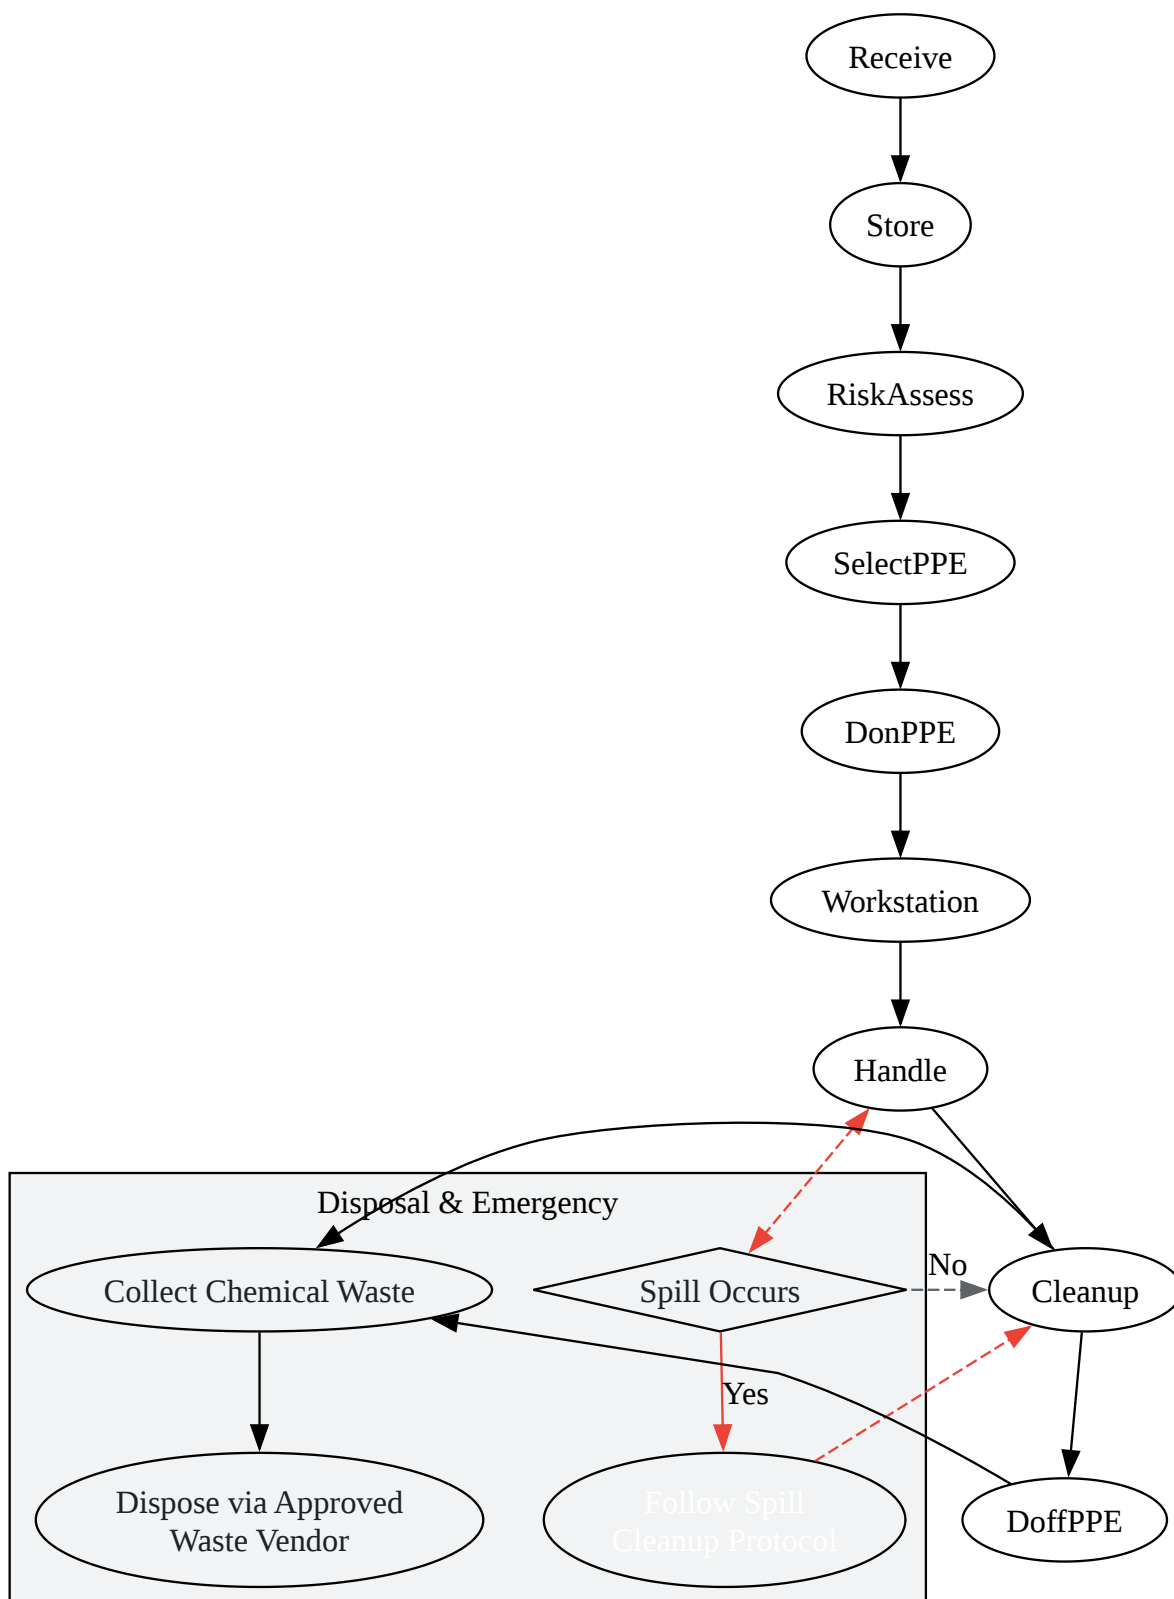 Receive
Store
RiskAssess
SelectPPE
DonPPE
Workstation
Handle
Disposal & Emergency
Collect Chemical Waste
Spill Occurs
No
Cleanup
Yes
Dispose via Approved
Waste Vendor
Follow Spill
Cleanup Protocol
DoffPPE